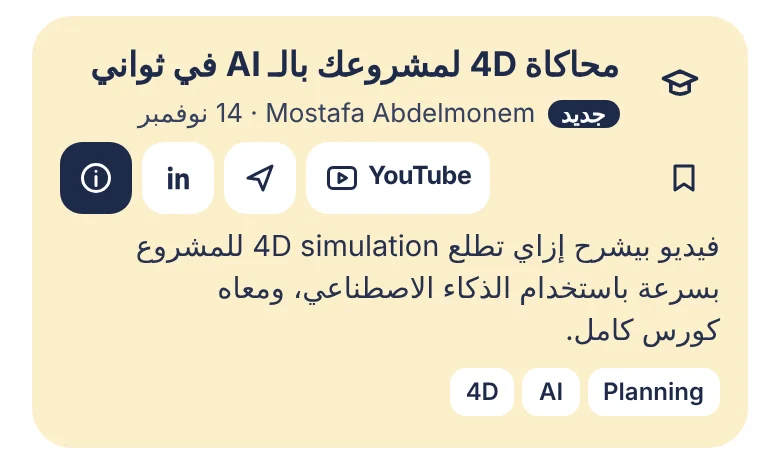 محاكاة 4D لمشروعك بالـ AI في ثواني
جديد Mostafa Abdelmonem · 14 نوفمبر
YouTube in
فيديو بيشرح إزاي تطلع 4D simulation للمشروع
بسرعة باستخدام الذكاء الاصطناعي، ومعاه
كورس كامل.
Planning AI 4D